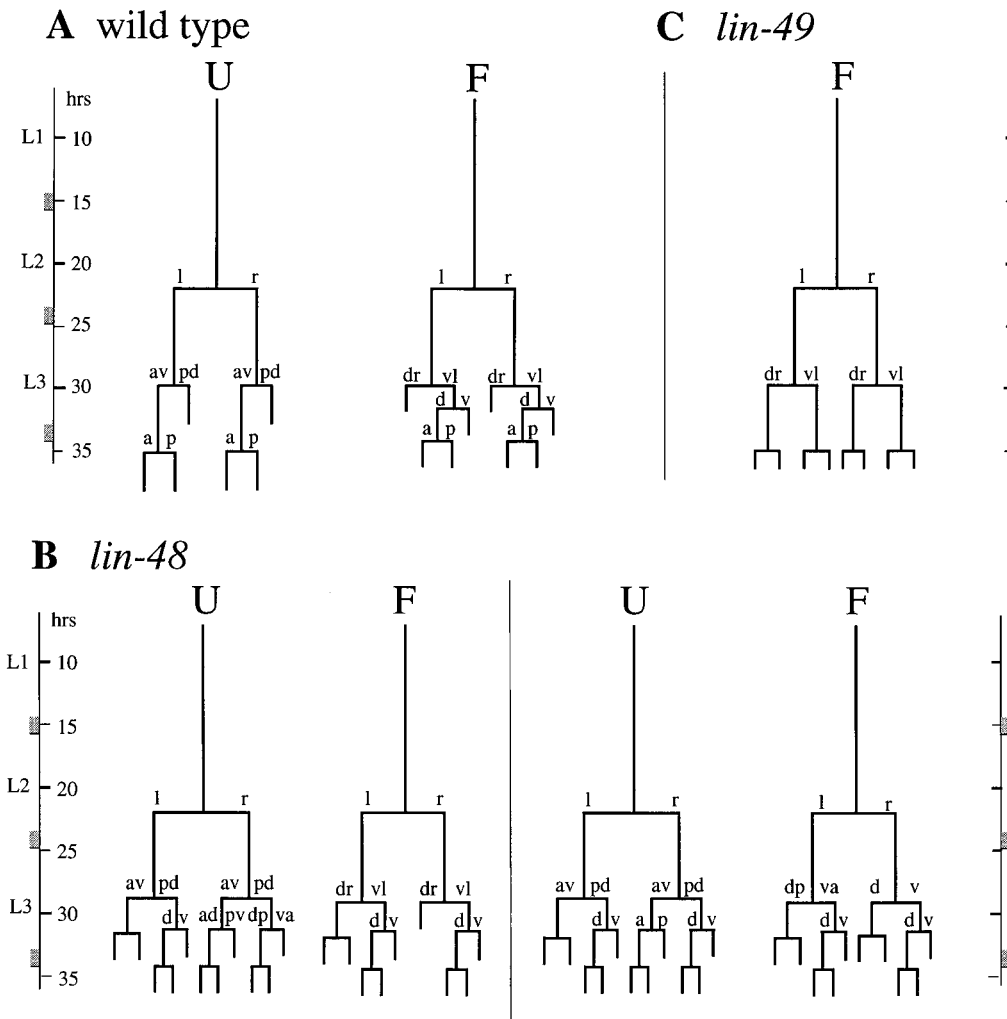 A wild type
C lin-49
U
F
F
hrs
L1
10
15
L2
20
25
L3
30
35
l r
l r
l r
av pd av pd
dr vl dr vl
dr vl dr vl
d v d v
a p a p
a p a p
B lin-48
U
F
U
F
hrs
L1
10
15
L2
20
25
L3
30
35
l r
l r
l r
l r
av pd av pd
dr vl dr vl
av pd av pd
dp va d v
d v ad pv dp va
d v d v
d v a p d v
d v d v